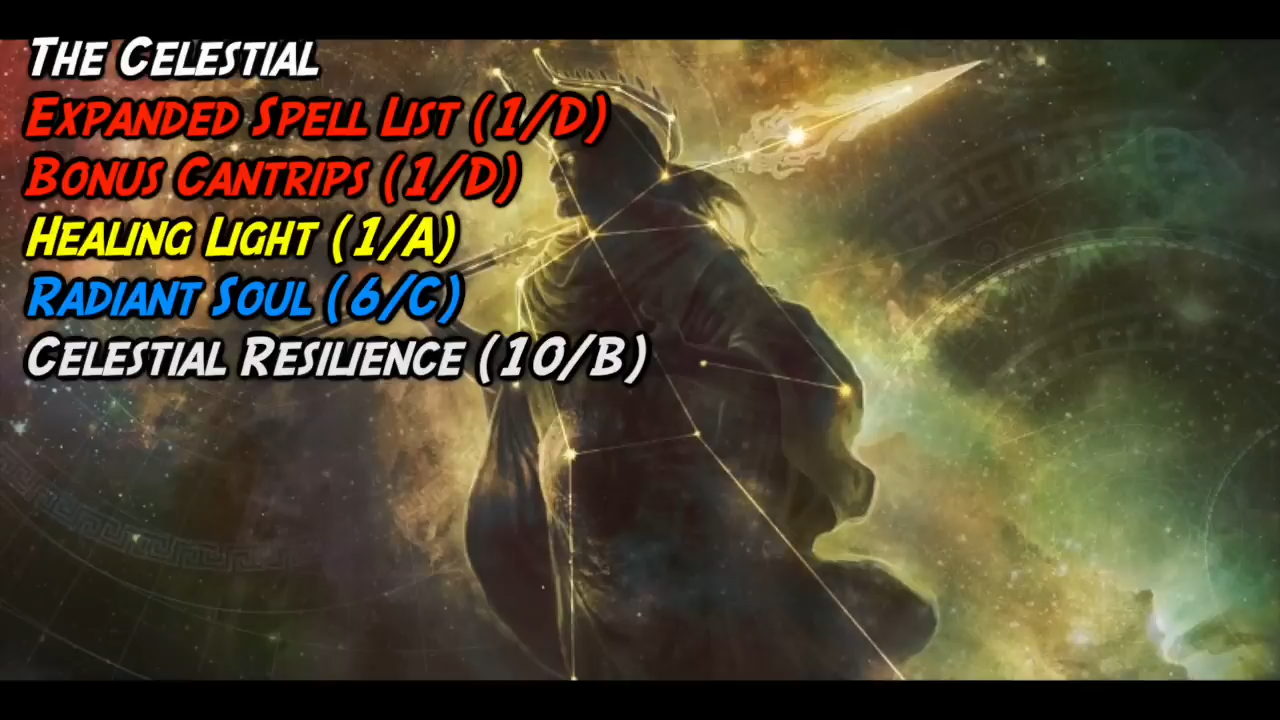 The Celestial
Expanded Spell List (1/D)
Bonus Cantrips (1/D)
Healing Light (1/A)
Radiant Soul (6/C)
Celestial Resilience (10/B)